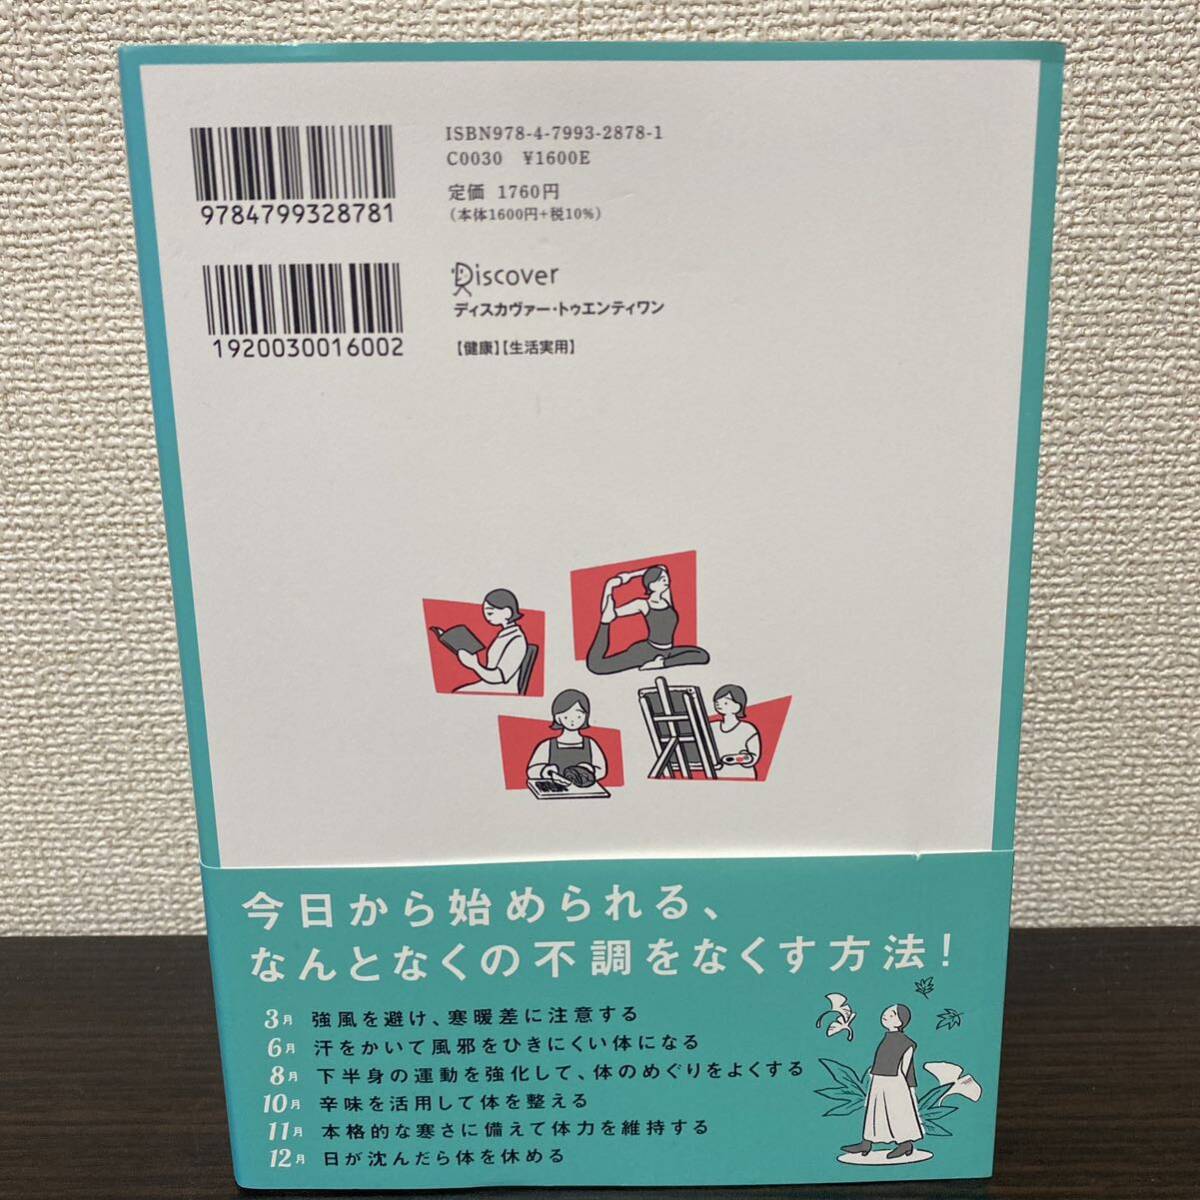 ISBN978-4-7993-2878-1
C0030 ¥1600E
定価 1760円
(本体1600円+税10%)
9784799328781
Discover
ディスカヴァー・トゥエンティワン
1920030016002
【健康】【生活実用】
今日から始められる、
なんとなくの不調をなくす方法!
3月 強風を避け、寒暖差に注意する
6月 汗をかいて風邪をひきにくい体になる
8月 下半身の運動を強化して、体のめぐりをよくする
10月 辛味を活用して体を整える
11月 本格的な寒さに備えて体力を維持する
12月 日が沈んだら体を休める